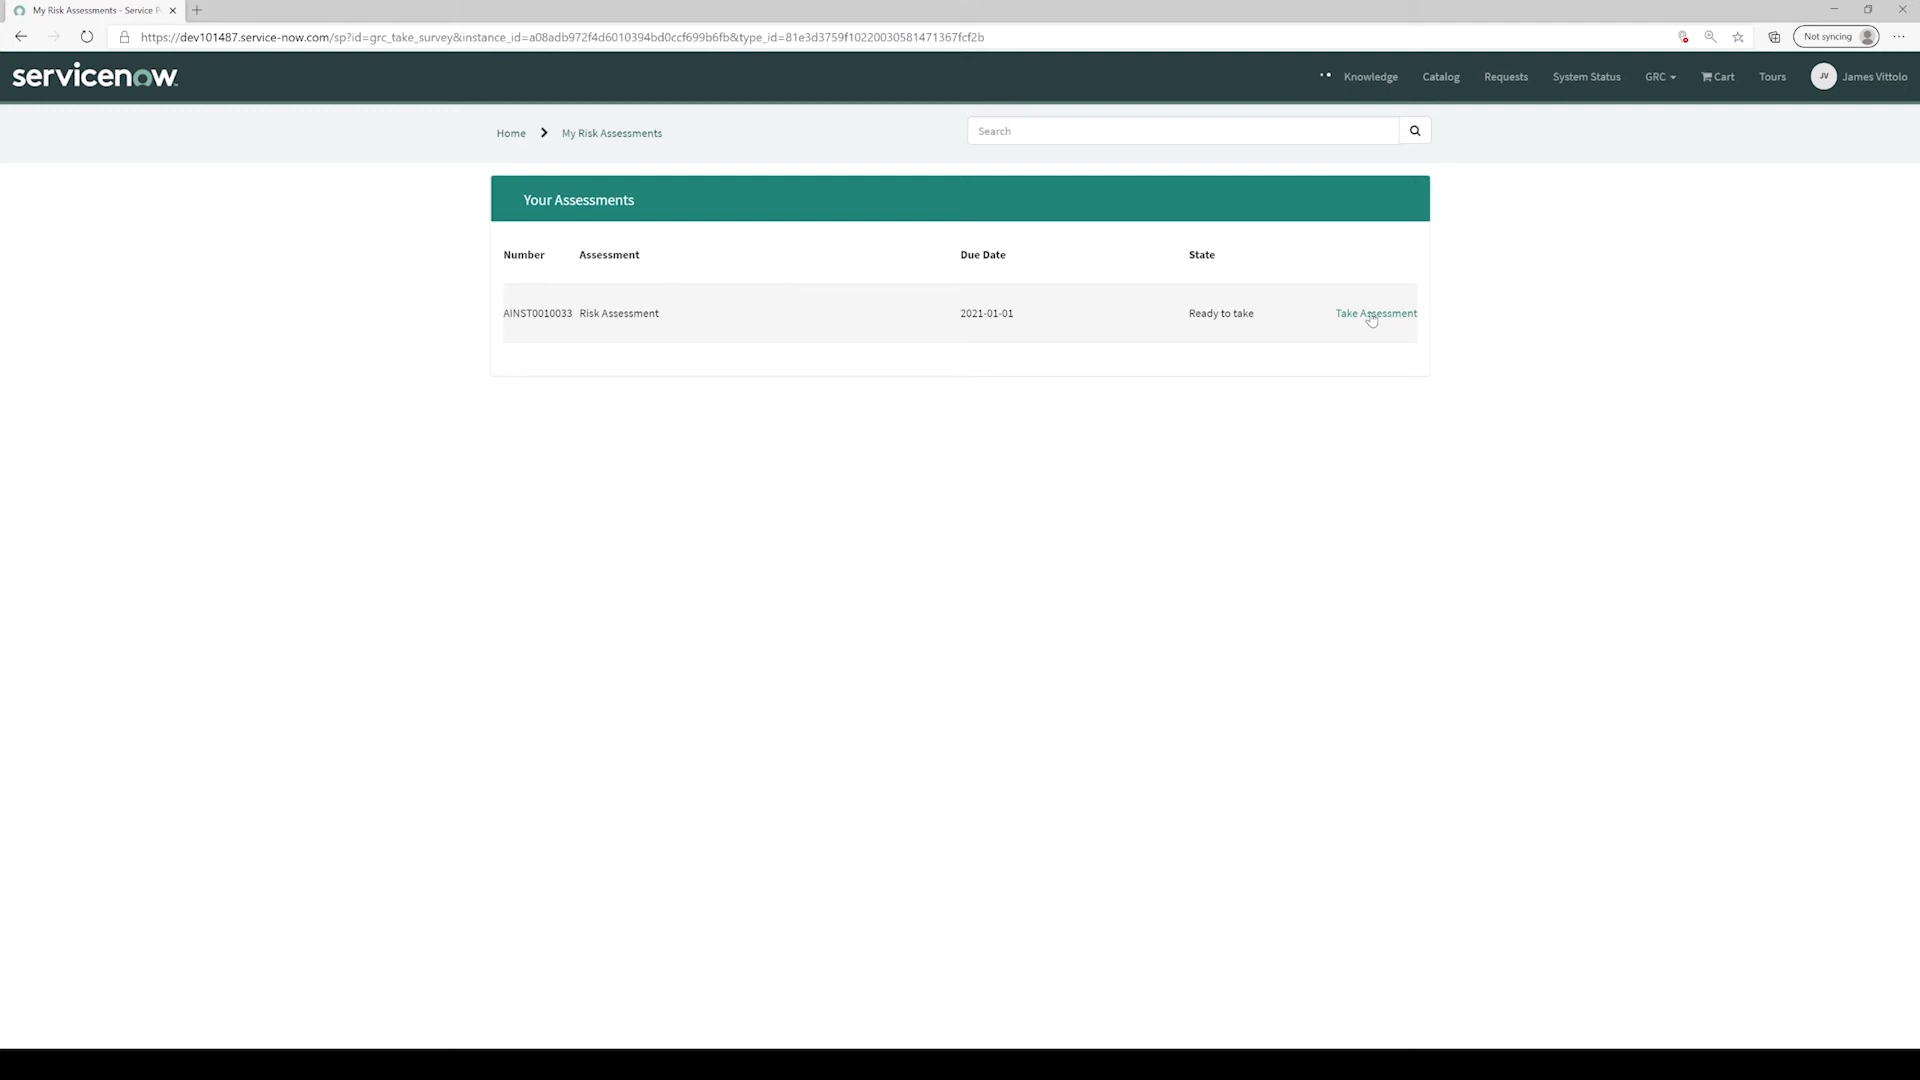 My Risk Assessments - Service P
https://dev101487.service-now.com/sp?id=grc_take_survey&instance_id=a08adb972f4d6010394bd0ccf699b6fb&type_id=81e3d3759f10220030581471367fcf2b
Not syncing
servicenow
Knowledge
Catalog
Requests
System Status
GRC
Cart
Tours
JV
James Vittolo
Home
My Risk Assessments
Search
Your Assessments
Number Assessment Due Date State
AINST0010033 Risk Assessment 2021-01-01 Ready to take Take Assessment